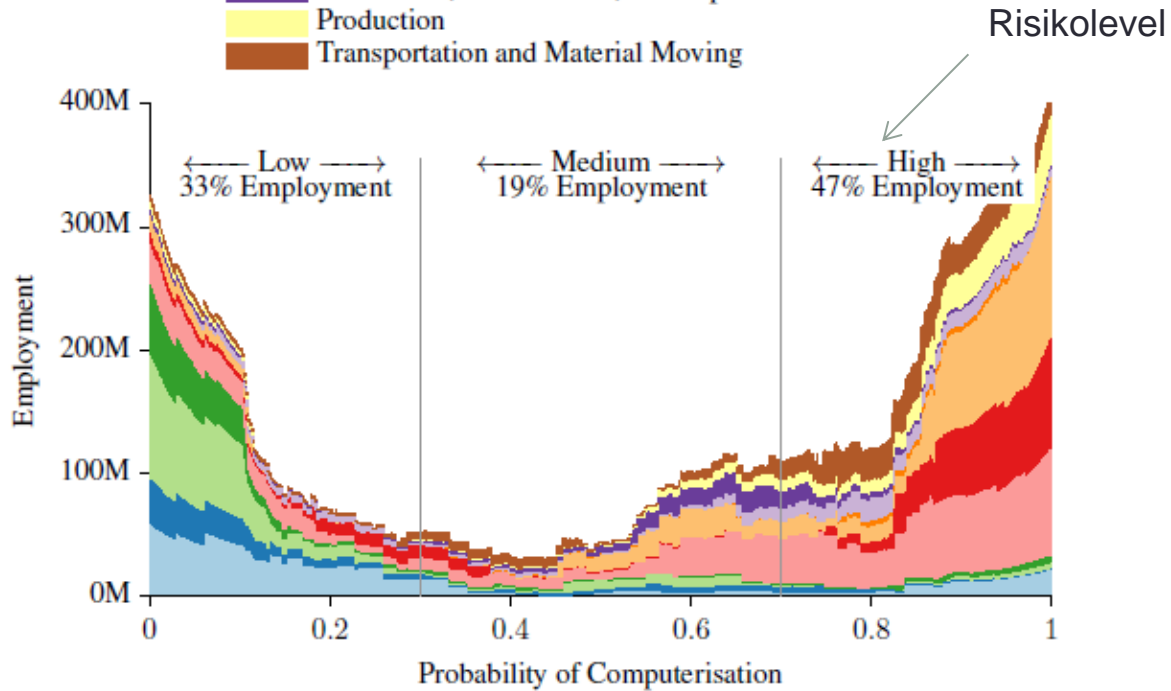 Production
Risikolevel
Transportation and Material Moving
400M
Low
Medium
High
33% Employment
19% Employment
47% Employment
300M
200M
100M
0M
Employment
0
0.2
0.4
0.6
0.8
1
Probability of Computerisation